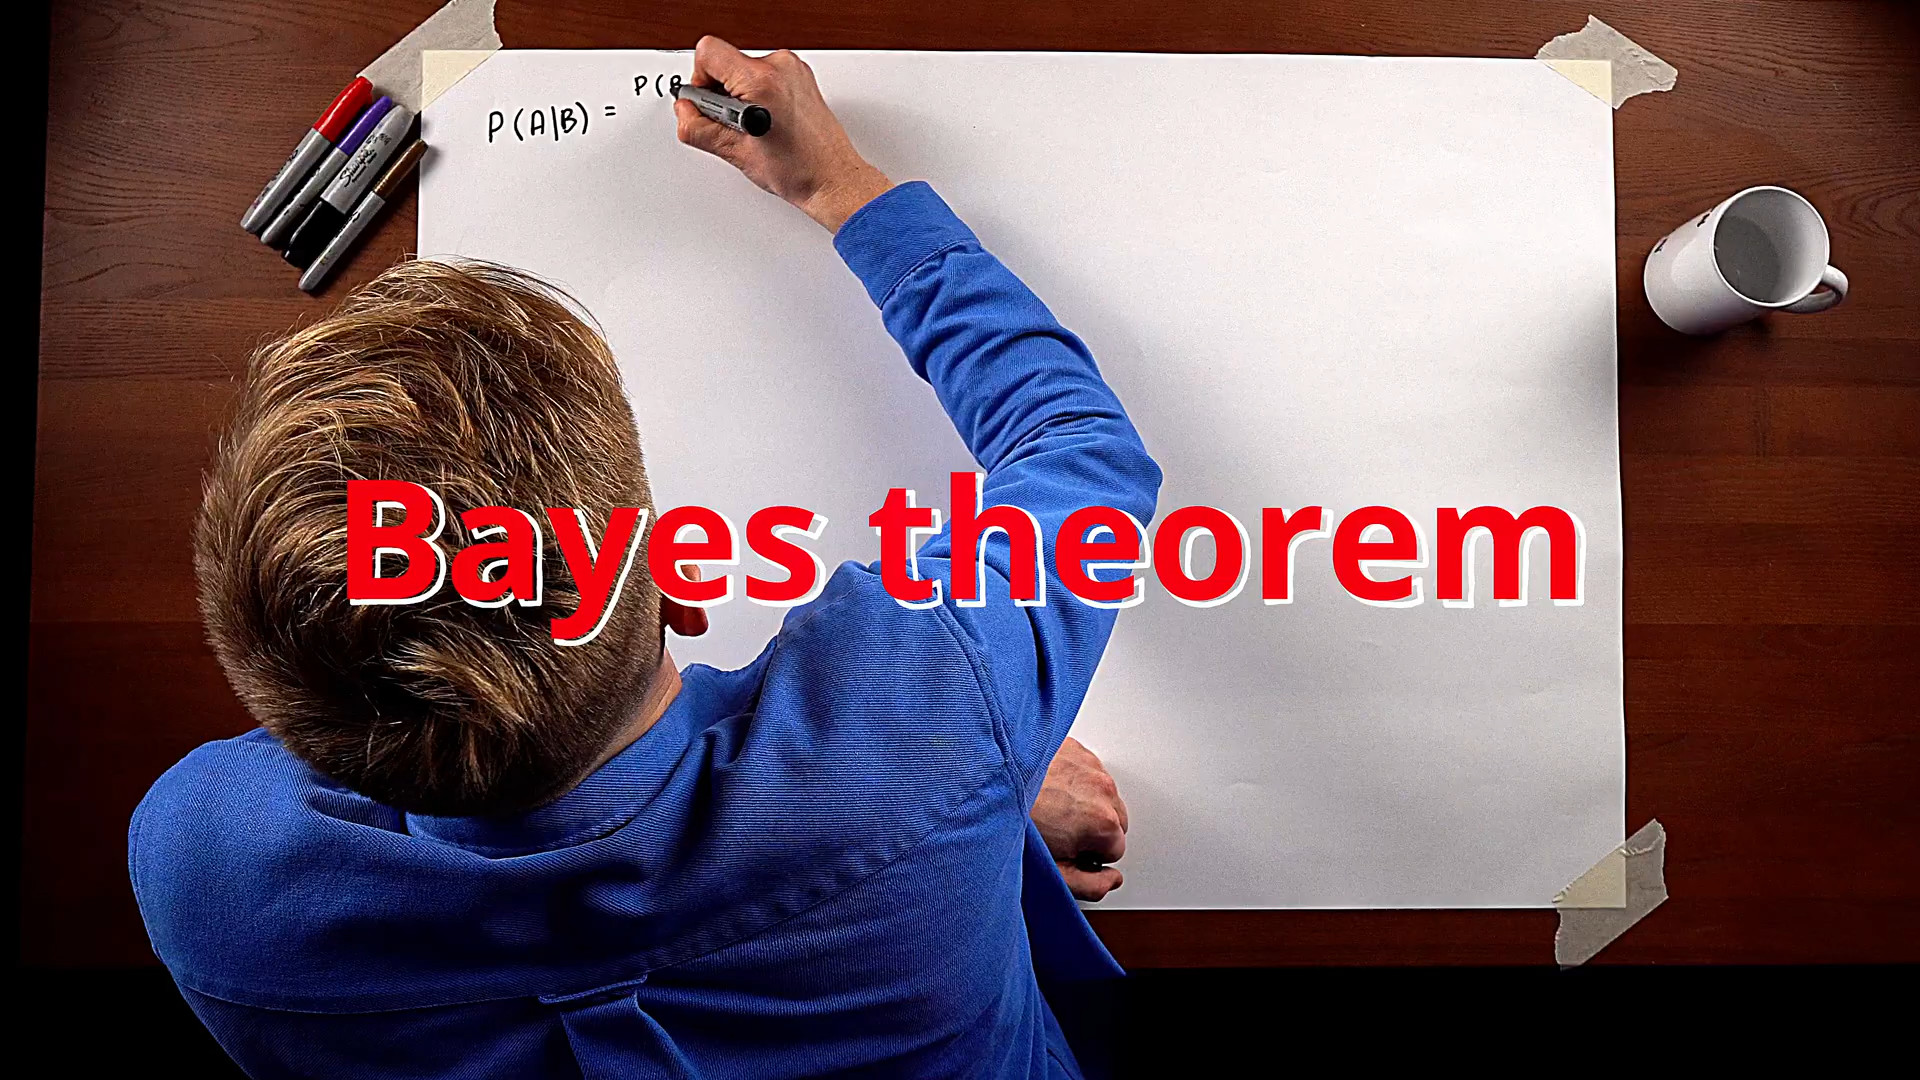 P(A|B) = P(B
Bayes theorem